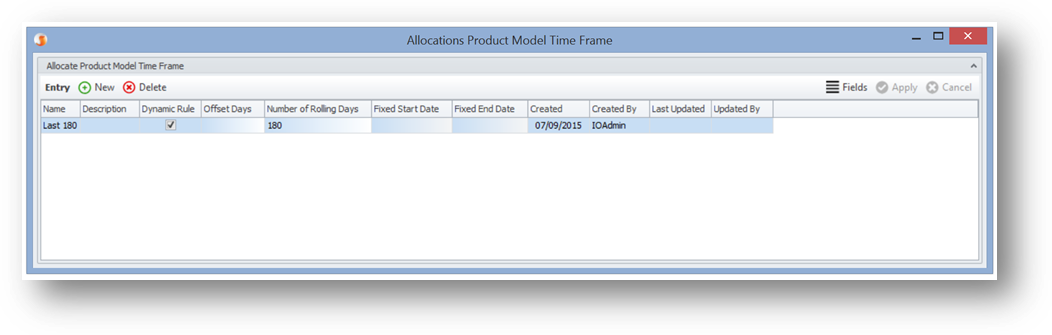 Allocations Product Model Time Frame
Allocate Product Model Time Frame
Entry New Delete Fields Apply Cancel
Name Description Dynamic Rule Offset Days Number of Rolling Days Fixed Start Date Fixed End Date Created Created By Last Updated Updated By
Last 180 180 07/09/2015 IOAdmin